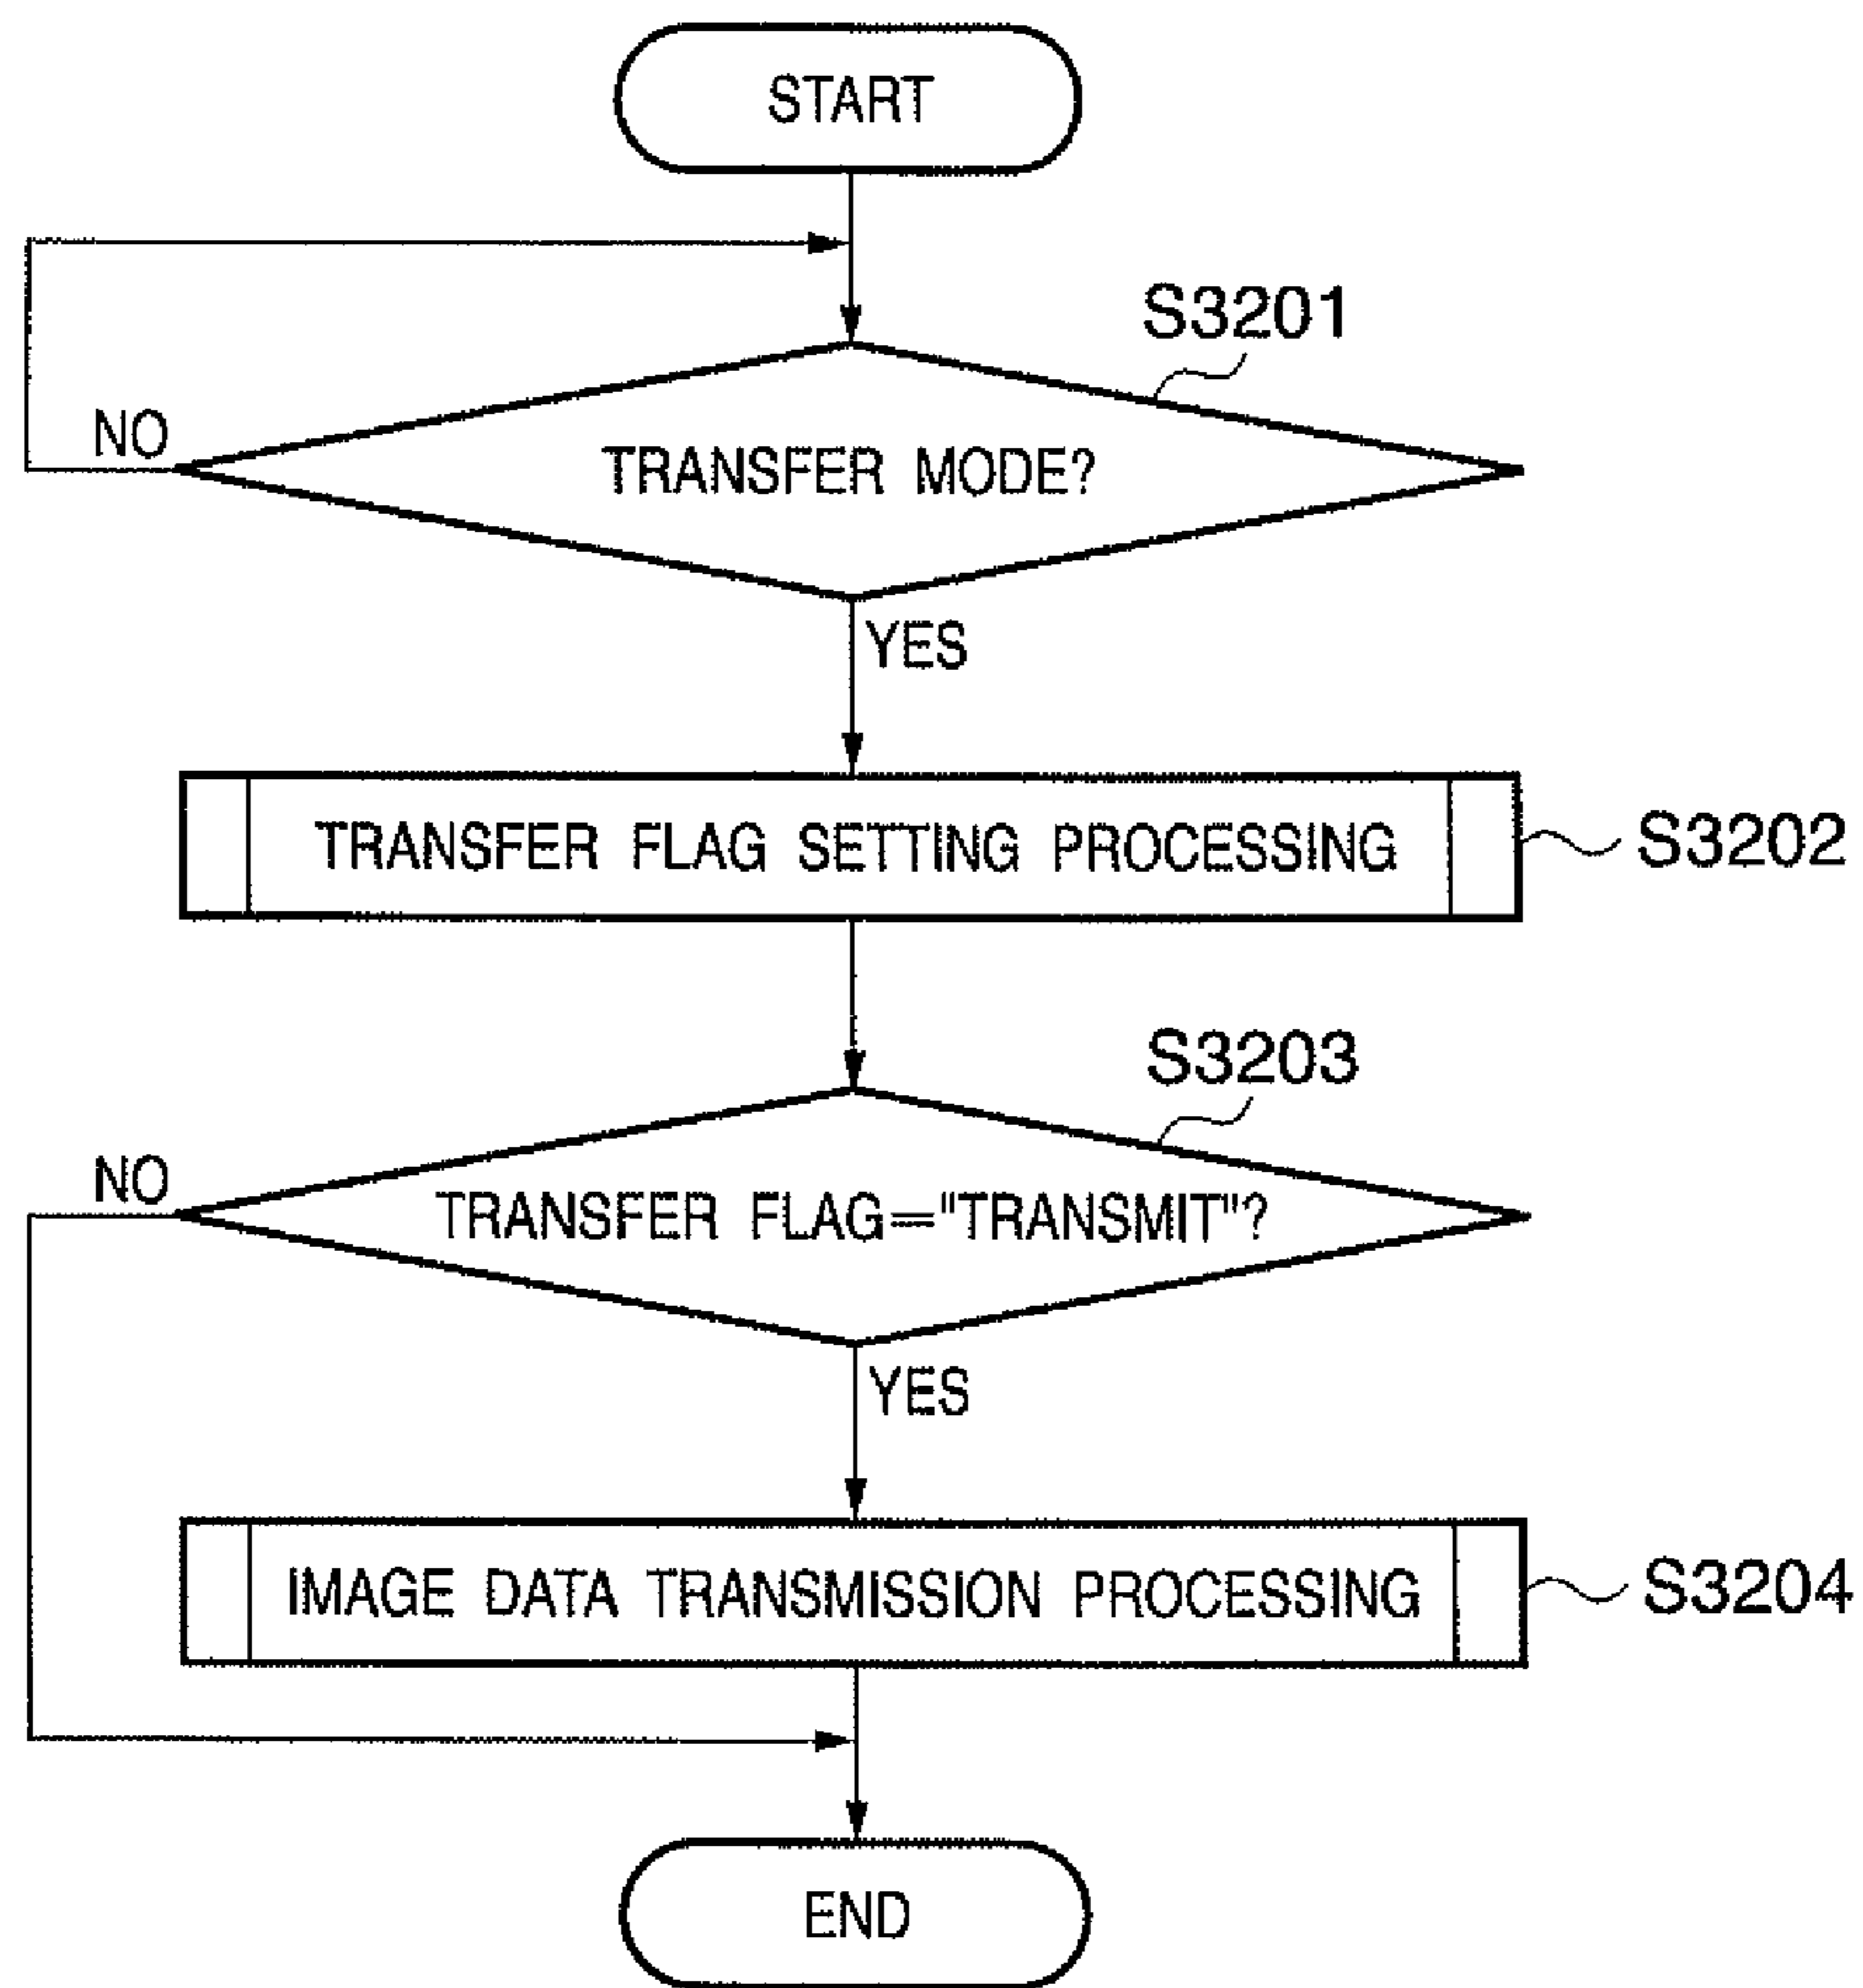 START
S3201
NO
TRANSFER MODE?
YES
TRANSFER FLAG SETTING PROCESSING
S3202
S3203
NO
TRANSFER FLAG="TRANSMIT"?
YES
IMAGE DATA TRANSMISSION PROCESSING
S3204
END